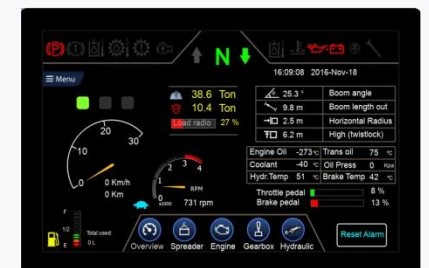 N
16:09:08 2016-Nov-18
Menu
38.6 Ton
10.4 Ton
Load radio 27 %
25.3 ° Boom angle
9.8 m Boom length out
2.5 m Horizontal Radius
6.2 m High (twistlock)
Engine Oil -273 °C Trans oil 75 °C
Coolant -40 °C Oil Press 0 Kpa
Hydr.Temp 51 °C Brake Temp 42 °C
Throttle pedal 8 %
Brake pedal 13 %
0 10 20 30
0 Km/h
0 Km
0 1 2 3 4
x1000 RPM
731 rpm
F
1/2
E
Total used
0 L
Overview Spreader Engine Gearbox Hydraulic
Reset Alarm